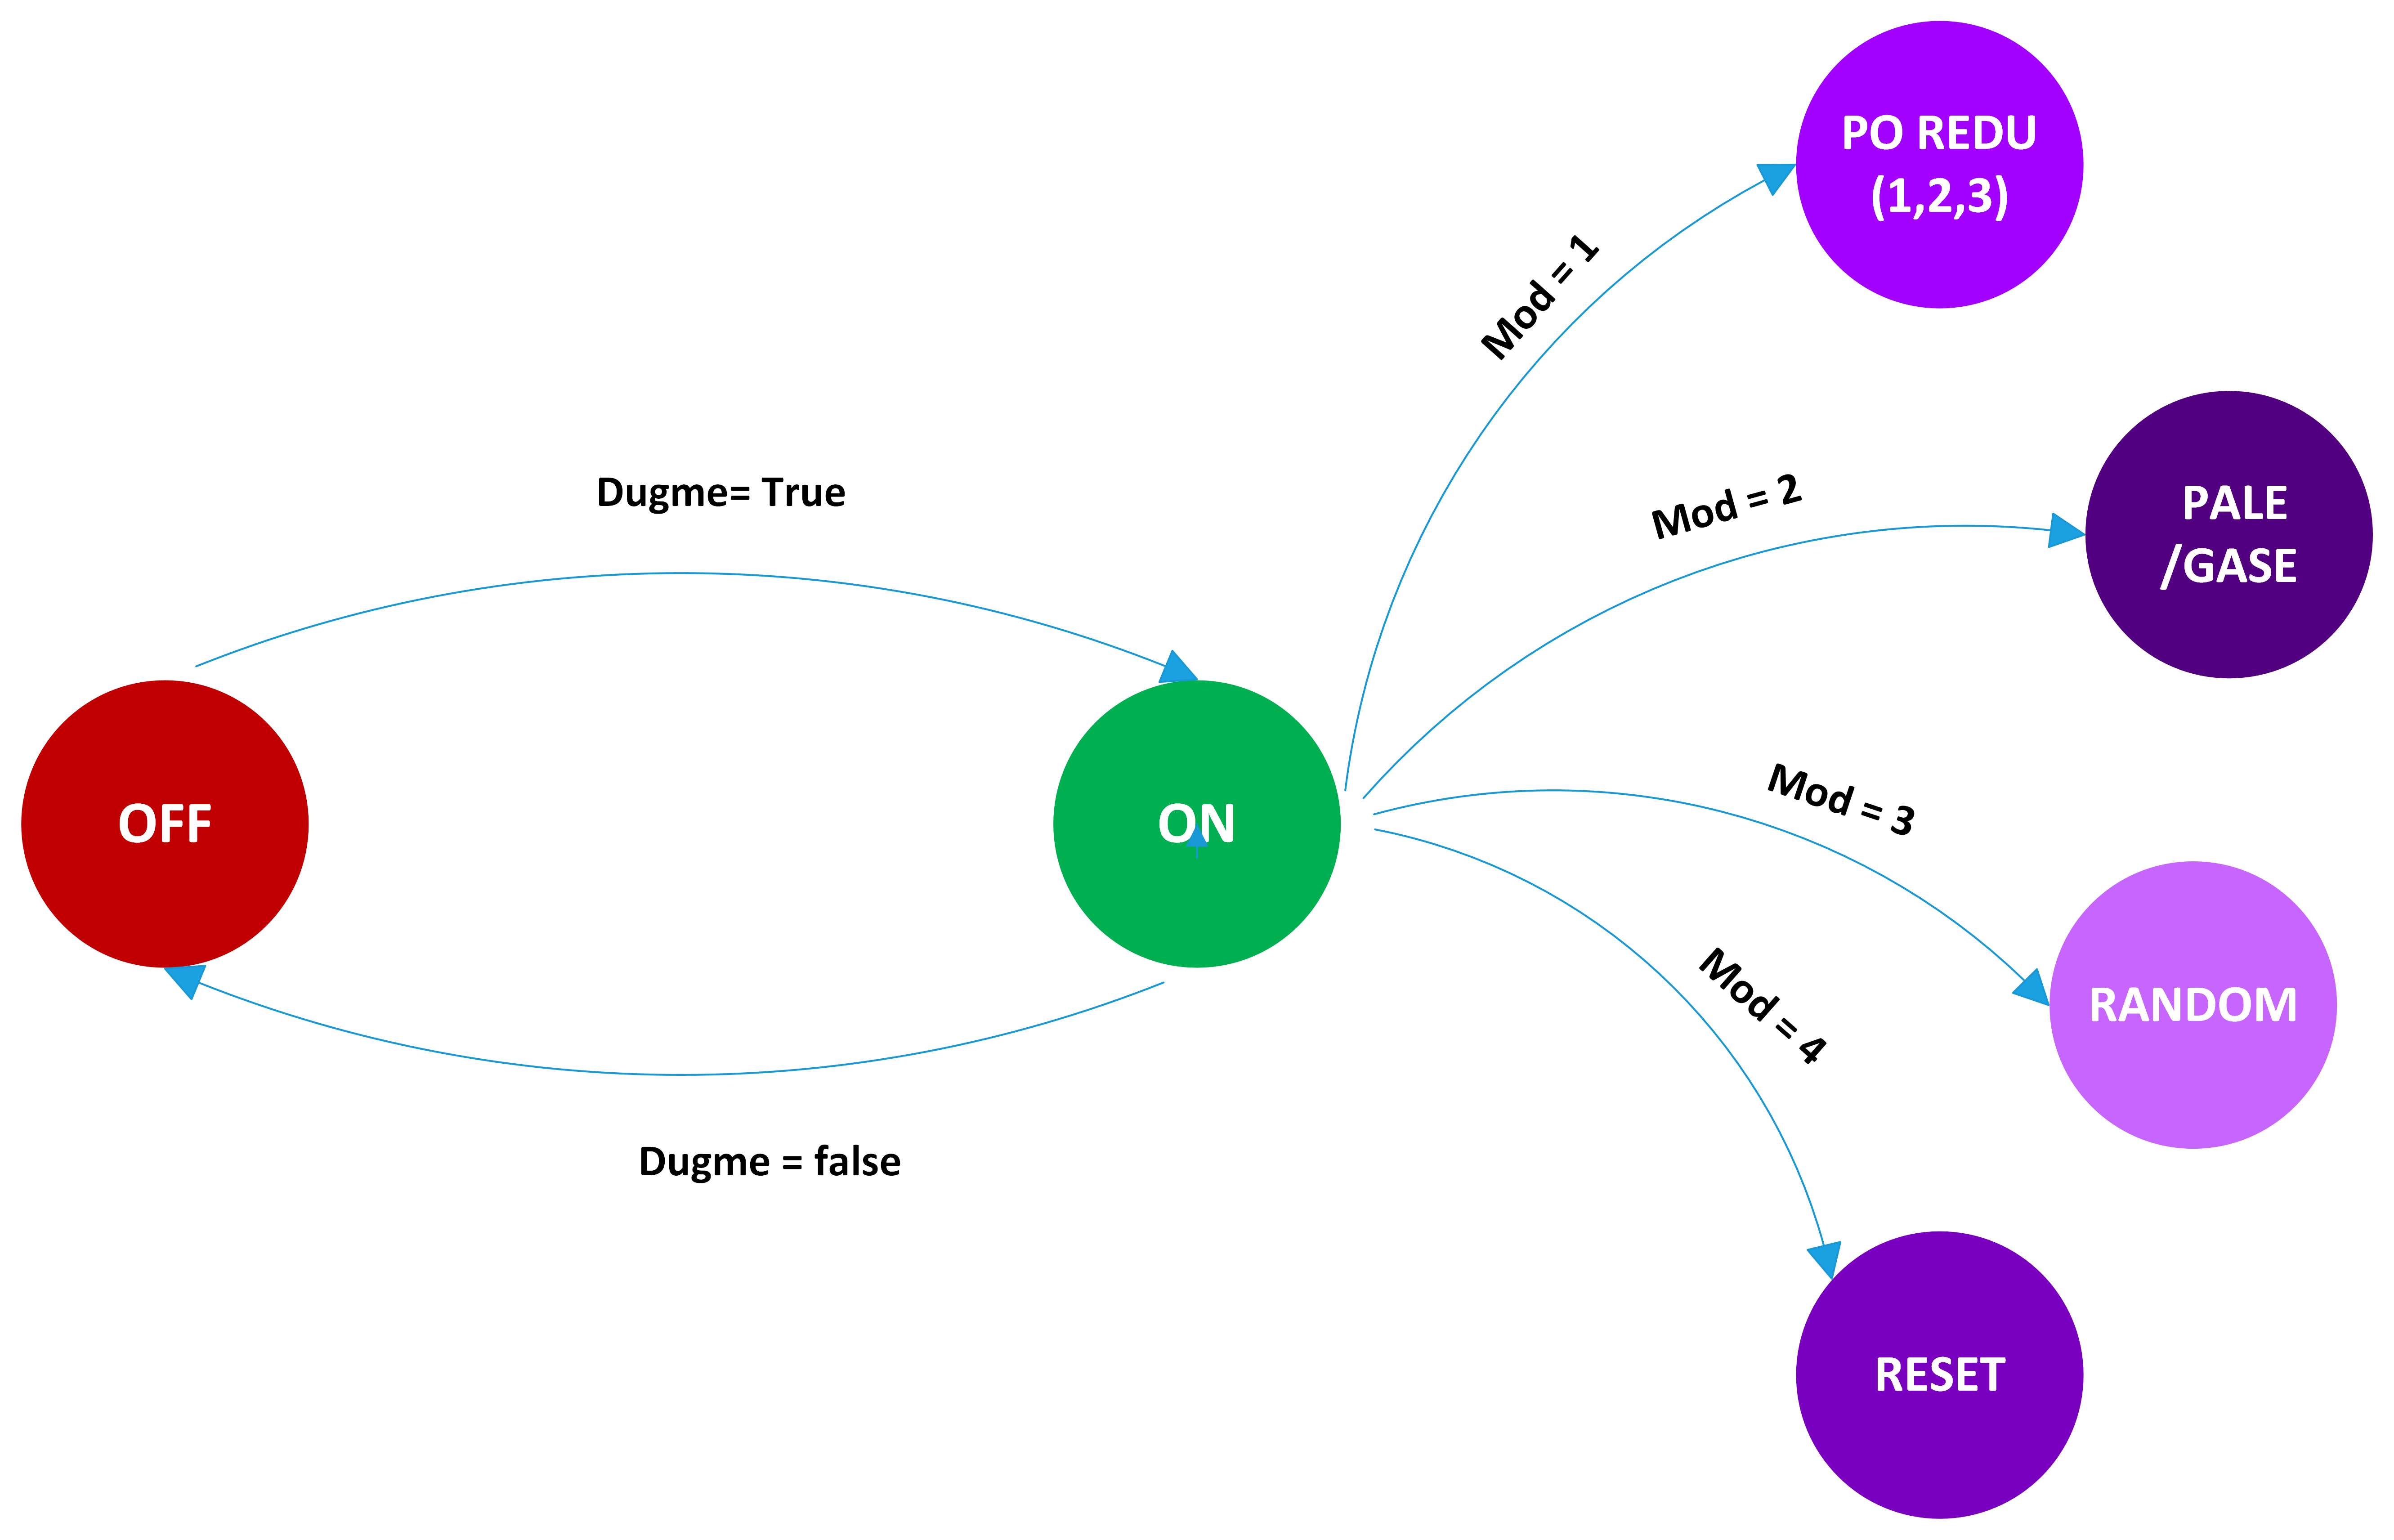 PO REDU
(1,2,3)
Mod = 1
Mod = 2
PALE
/GASE
Dugme= True
Mod = 3
OFF
ON
Mod = 4
RANDOM
Dugme = false
RESET